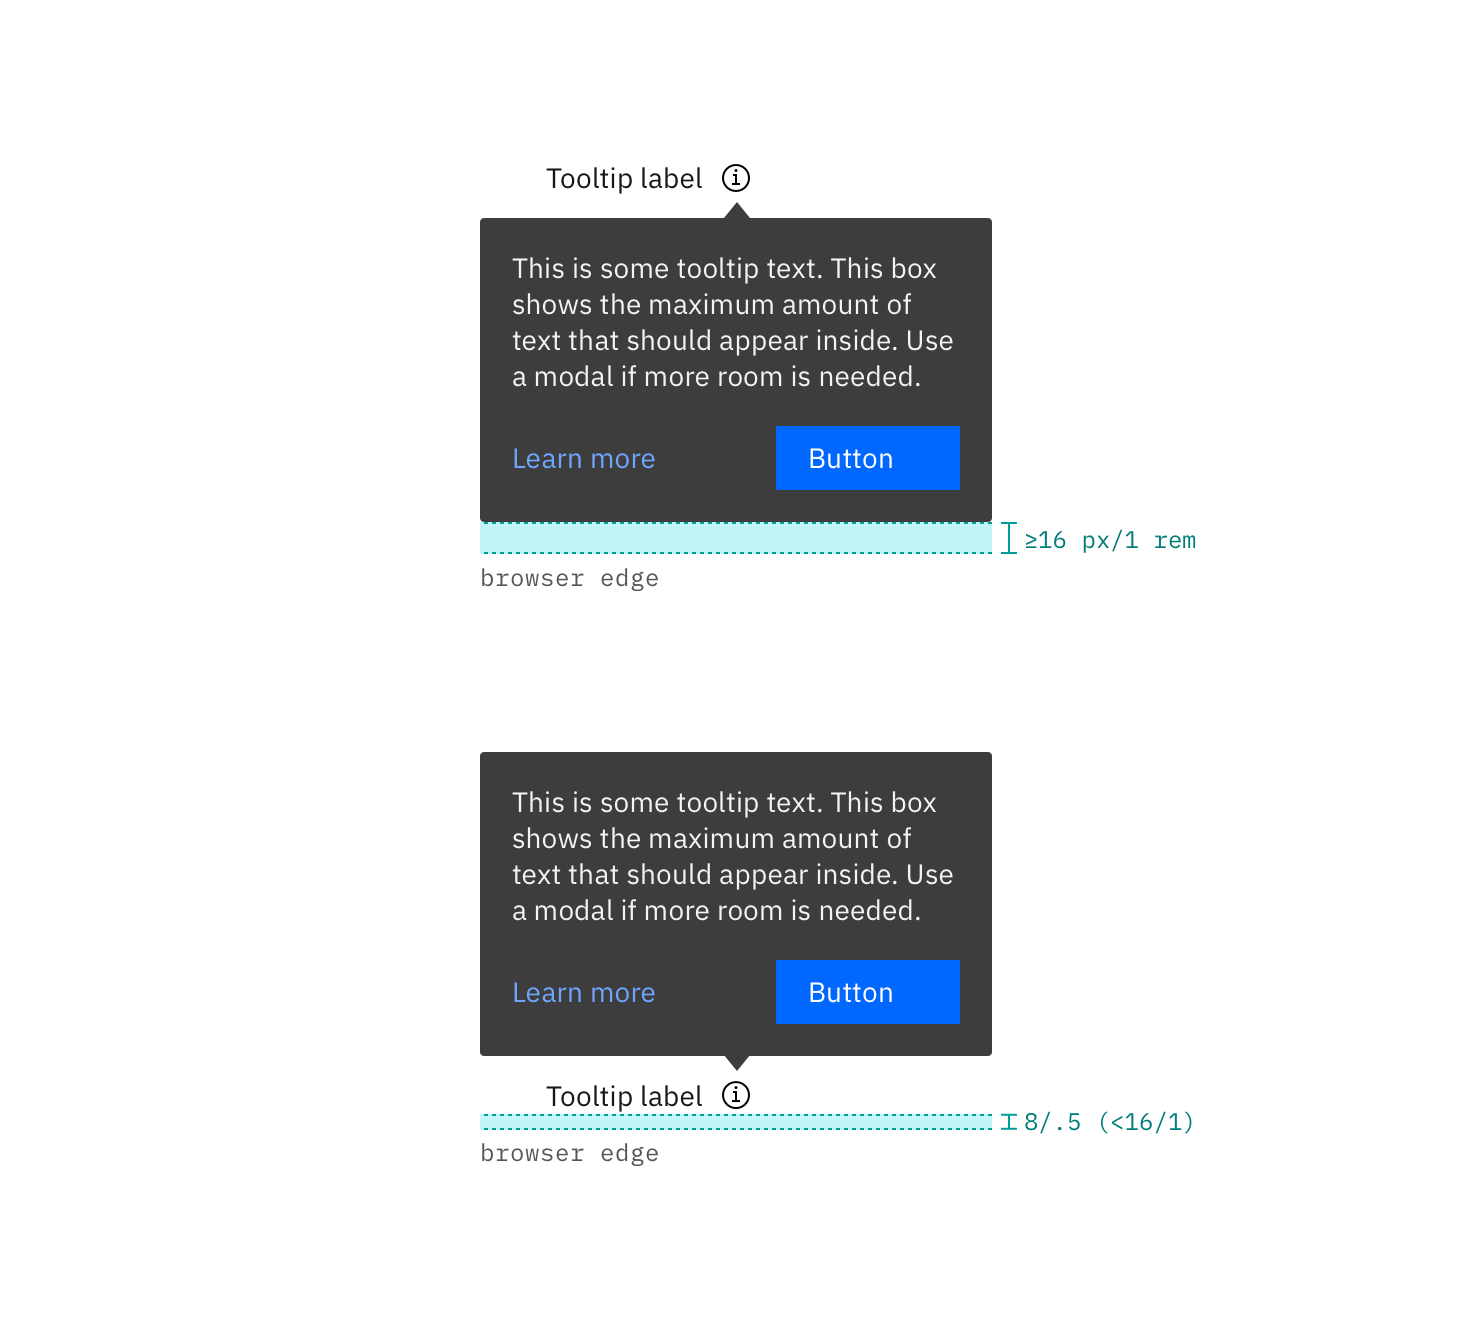 Tooltip label
This is some tooltip text. This box
shows the maximum amount of
text that should appear inside. Use
a modal if more room is needed.
Learn more
Button
≥16 px/1 rem
browser edge
This is some tooltip text. This box
shows the maximum amount of
text that should appear inside. Use
a modal if more room is needed.
Learn more
Button
Tooltip label
8/.5 (<16/1)
browser edge